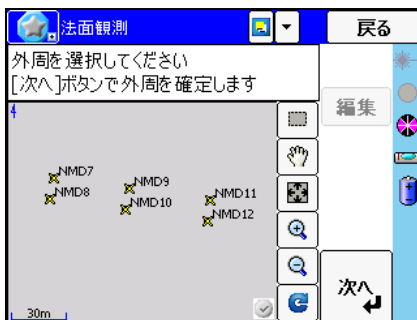 法面観測
戻る
外周を選択してください
[次へ]ボタンで外周を確定します
編集
4
NMD7
NMD8
NMD9
NMD10
NMD11
NMD12
30m
次へ